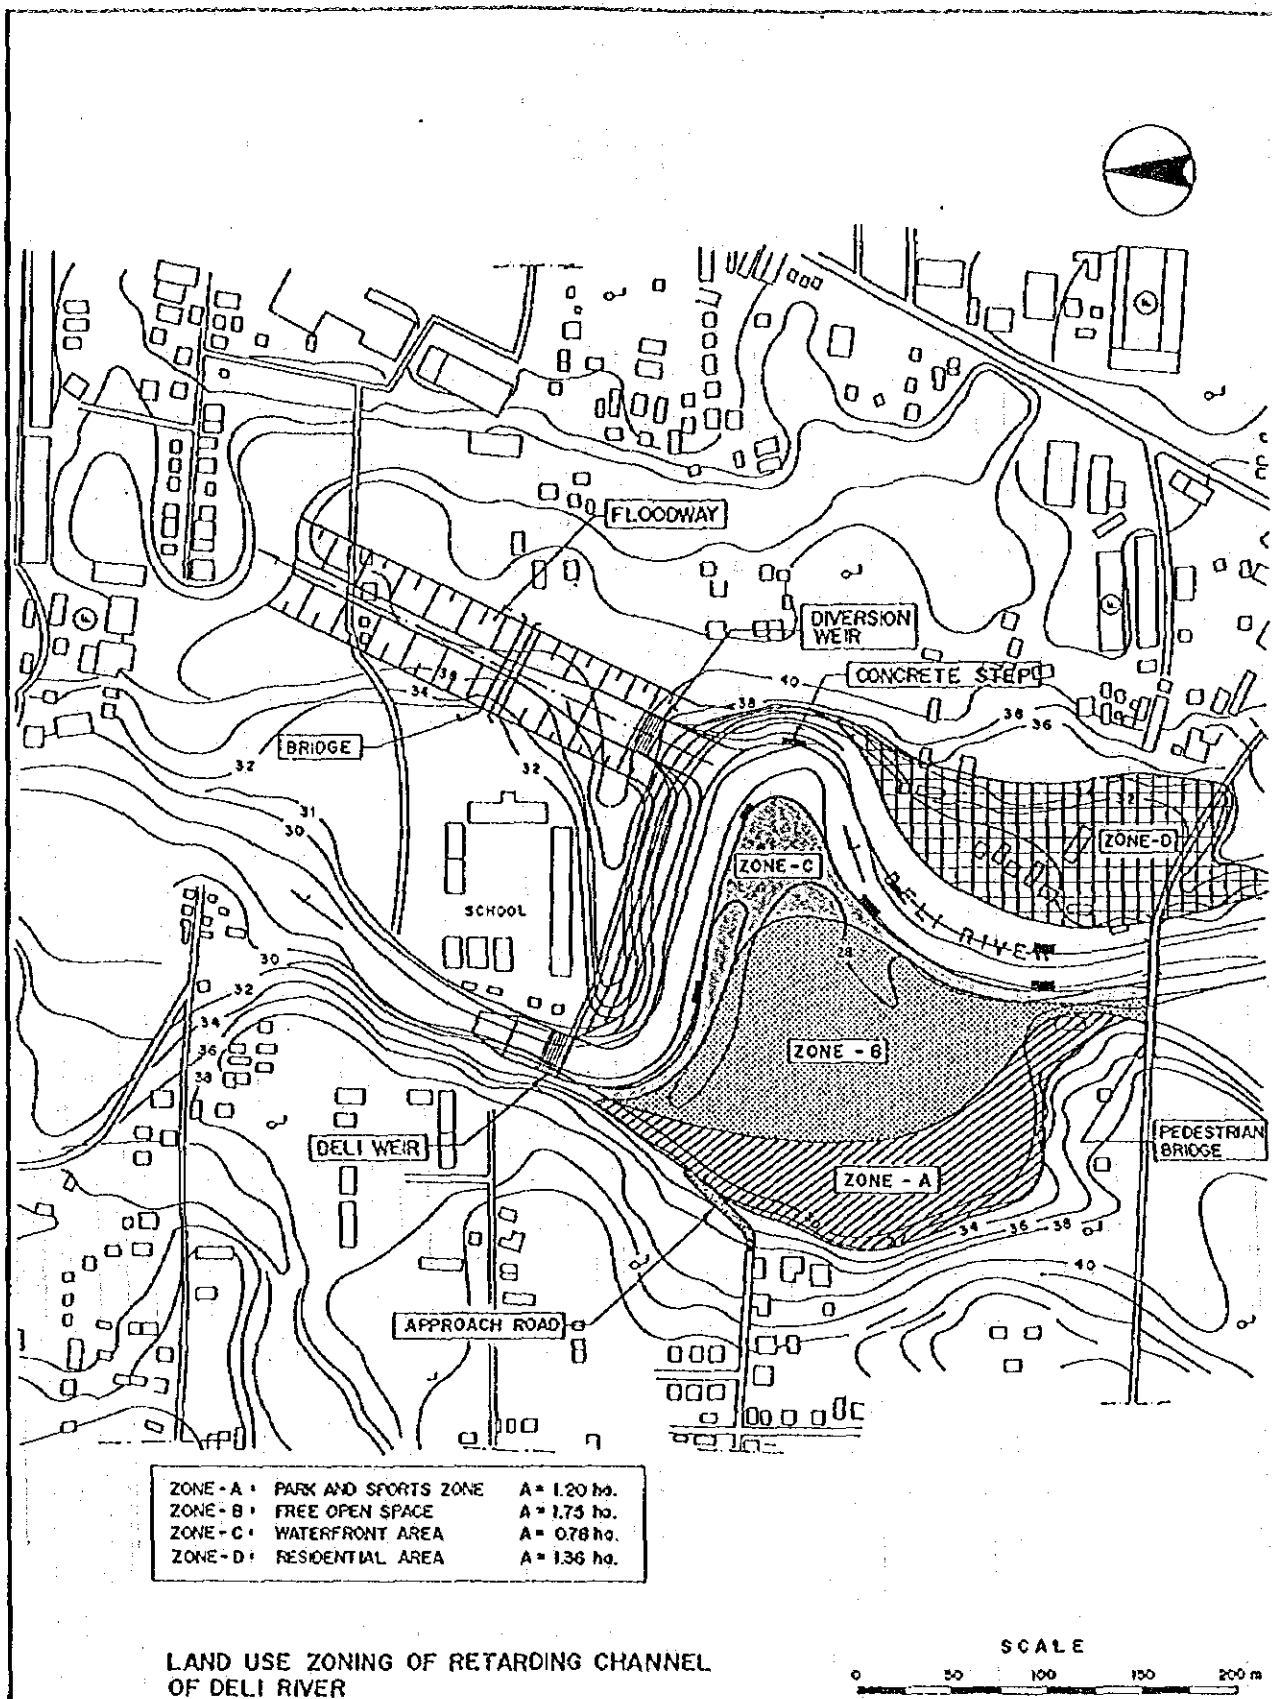 FLOODWAY
DIVERSION
WEIR
CONCRETE STEP
40
38
38
36
36
34
BRIDGE
32
32
32
31
30
ZONE-D
ZONE-C
DELI RIVER
SCHOOL
28
30
32
34
36
38
ZONE - B
DELI WEIR
PEDESTRIAN
BRIDGE
ZONE - A
30
34
36
38
40
APPROACH ROAD
ZONE-A : PARK AND SPORTS ZONE A = 1.20 ha.
ZONE-B : FREE OPEN SPACE A = 1.75 ha.
ZONE-C : WATERFRONT AREA A = 0.78 ha.
ZONE-D : RESIDENTIAL AREA A = 1.36 ha.
LAND USE ZONING OF RETARDING CHANNEL
OF DELI RIVER
SCALE
0 50 100 150 200 m